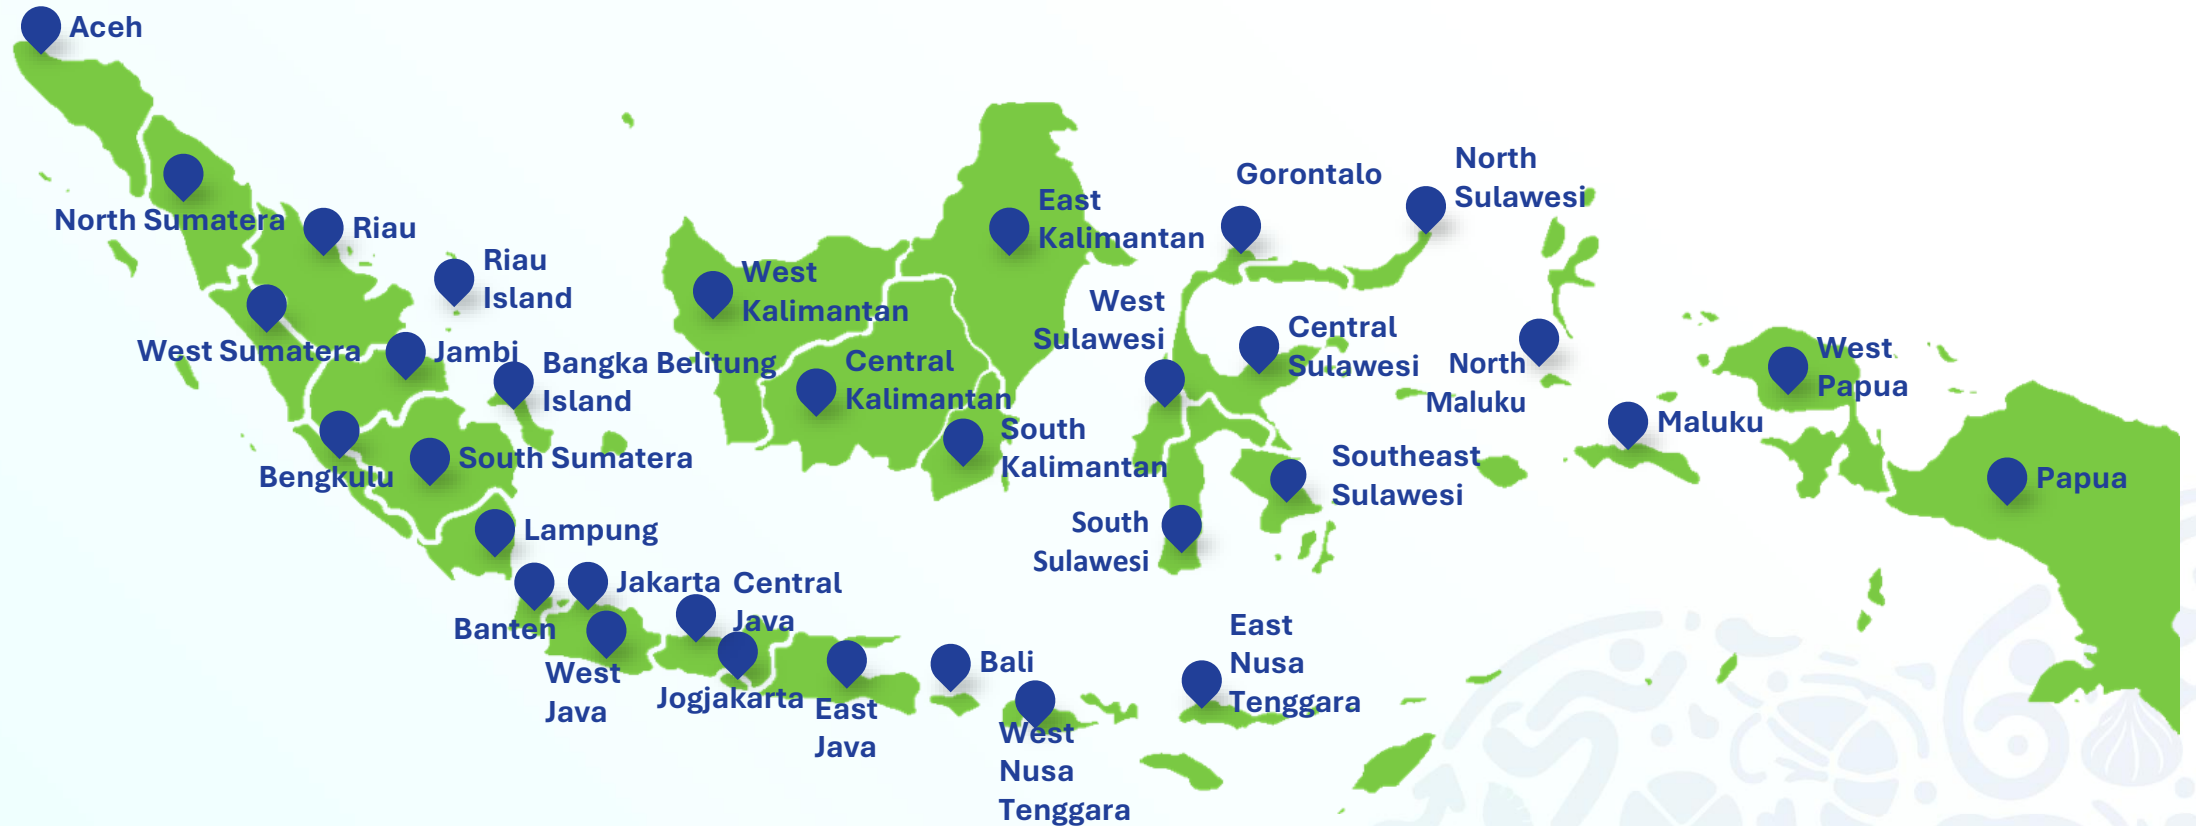 Aceh
North Sumatera
Riau
Riau
Island
West Sumatera
Jambi
Bangka Belitung
Island
Bengkulu
South Sumatera
Lampung
Banten
Jakarta
West
Java
Central
Java
Jogjakarta
East
Java
Bali
West
Nusa
Tenggara
East
Nusa
Tenggara
West
Kalimantan
Central
Kalimantan
East
Kalimantan
South
Kalimantan
Gorontalo
North
Sulawesi
West
Sulawesi
Central
Sulawesi
Southeast
Sulawesi
South
Sulawesi
North
Maluku
Maluku
West
Papua
Papua